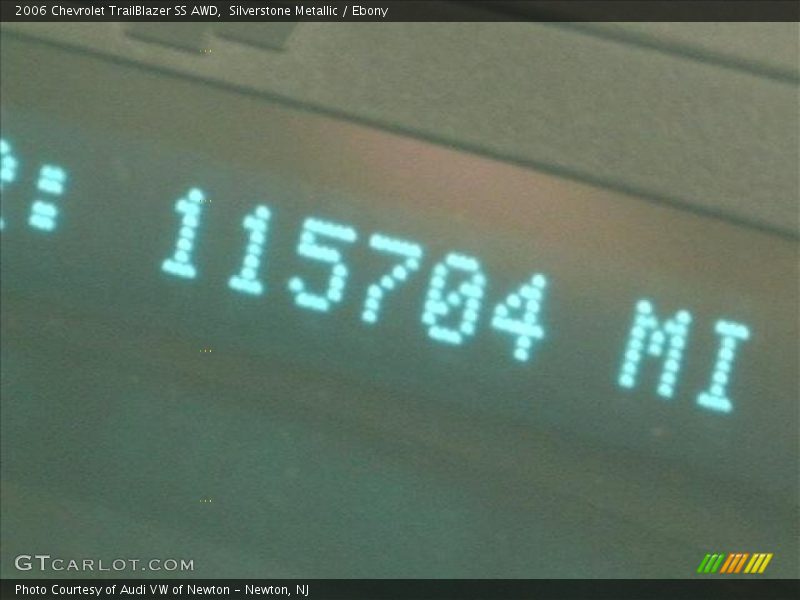 2006 Chevrolet TrailBlazer SS AWD,  Silverstone Metallic / Ebony
: 115704 MI
GTCARLOT.COM
Photo Courtesy of Audi VW of Newton - Newton, NJ